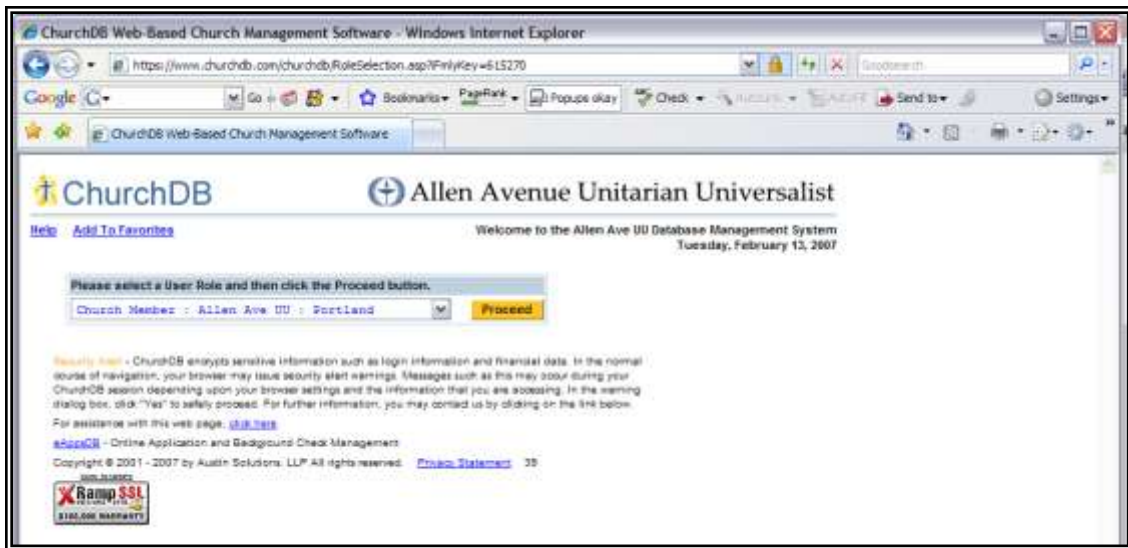 ChurchDB Web-Based Church Management Software - Windows Internet Explorer
https://www.churchdb.com/churchdb/RoleSelection.asp?FmlyKey=615270
Google G Go Bookmarks PageRank Popups okay Check Send to Settings
ChurchDB Web-Based Church Management Software
ChurchDB Allen Avenue Unitarian Universalist
Help Add To Favorites Welcome to the Allen Ave UU Database Management System
Tuesday, February 13, 2007
Please select a User Role and then click the Proceed button.
Church Member : Allen Ave UU : Portland Proceed
Security Alert - ChurchDB encrypts sensitive information such as login information and financial data. In the normal
course of navigation, your browser may issue security alert warnings. Messages such as this may occur during your
ChurchDB session depending upon your browser settings and the information that you are accessing. In the warning
dialog box, click "Yes" to safely proceed. For further information, you may contact us by clicking on the link below.
For assistance with this web page, click here
eAppsDB - Online Application and Background Check Management
Copyright © 2001 - 2007 by Austin Solutions, LLP All rights reserved. Privacy Statement 39
Ramp SSL
$100,000 WARRANTY